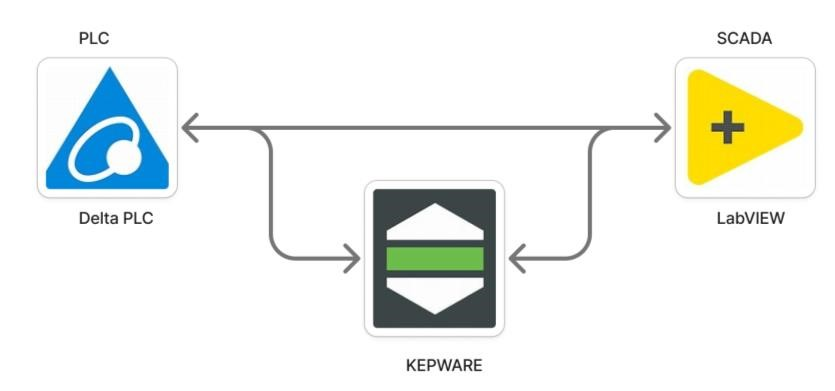 PLC
SCADA
Delta PLC
LabVIEW
KEPWARE